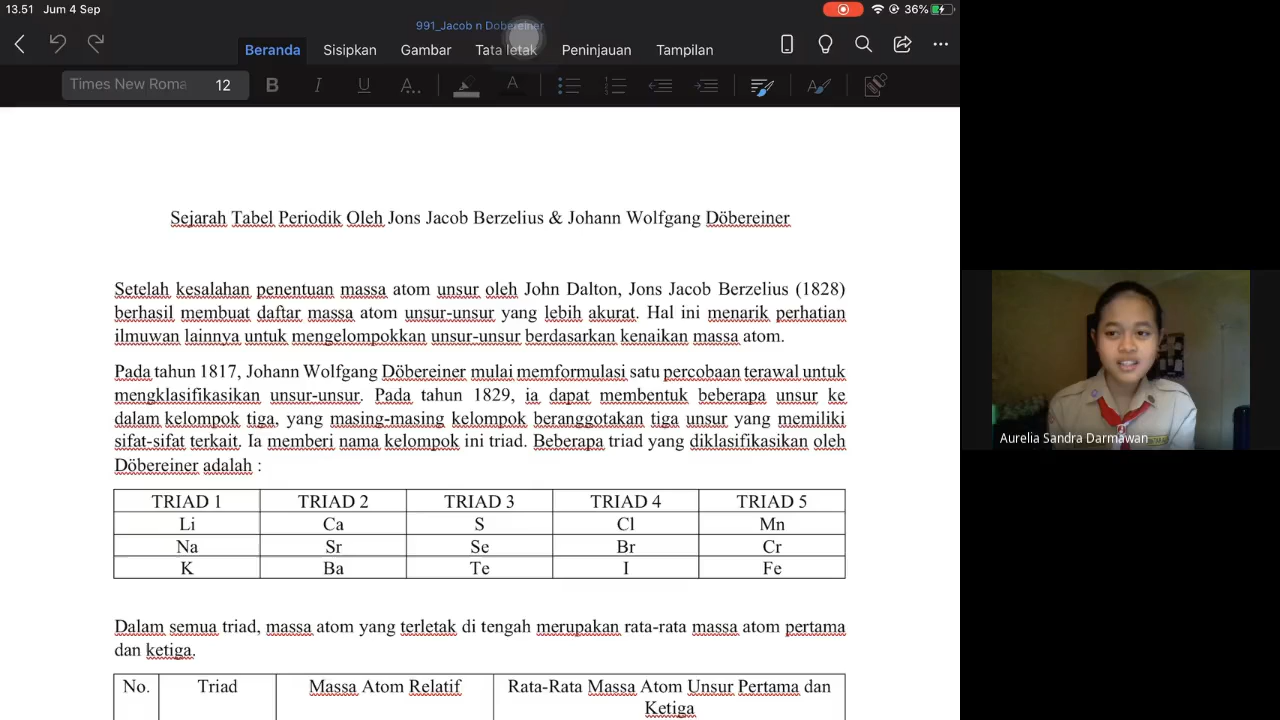 13.51 Jum 4 Sep
36%
991_Jacob n Dobereiner
Beranda Sisipkan Gambar Tata letak Peninjauan Tampilan
Times New Roma 12 B I U A.. A
Sejarah Tabel Periodik Oleh Jons Jacob Berzelius & Johann Wolfgang Döbereiner
Setelah kesalahan penentuan massa atom unsur oleh John Dalton, Jons Jacob Berzelius (1828)
berhasil membuat daftar massa atom unsur-unsur yang lebih akurat. Hal ini menarik perhatian
ilmuwan lainnya untuk mengelompokkan unsur-unsur berdasarkan kenaikan massa atom.
Pada tahun 1817, Johann Wolfgang Döbereiner mulai memformulasi satu percobaan terawal untuk
mengklasifikasikan unsur-unsur. Pada tahun 1829, ia dapat membentuk beberapa unsur ke
dalam kelompok tiga, yang masing-masing kelompok beranggotakan tiga unsur yang memiliki
sifat-sifat terkait. Ia memberi nama kelompok ini triad. Beberapa triad yang diklasifikasikan oleh
Döbereiner adalah :
TRIAD 1 TRIAD 2 TRIAD 3 TRIAD 4 TRIAD 5
Li Ca S Cl Mn
Na Sr Se Br Cr
K Ba Te I Fe
Dalam semua triad, massa atom yang terletak di tengah merupakan rata-rata massa atom pertama
dan ketiga.
No. Triad Massa Atom Relatif Rata-Rata Massa Atom Unsur Pertama dan
Ketiga
Aurelia Sandra Darmawan